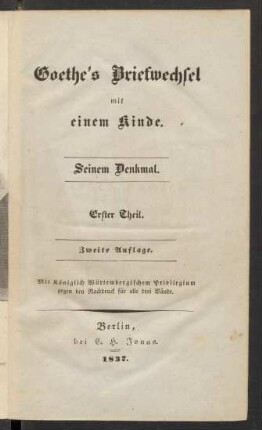 Goethe's Briefwechsel
mit
einem Kinde.
Seinem Denkmal.
Erster Theil.
Zweite Auflage.
Mit Königlich Würtembergischem Privilegium
gegen den Nachdruck für alle drei Bände.
Berlin,
bei E. H. Jonas.
1837.